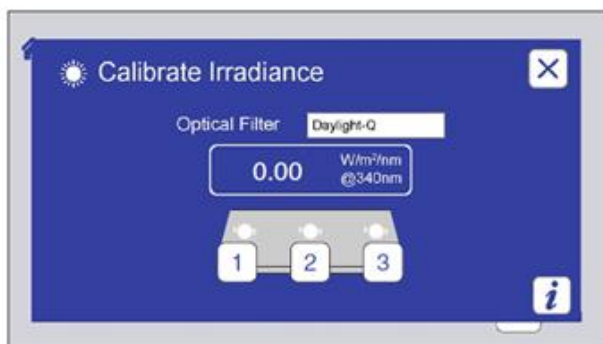 Calibrate Irradiance
Optical Filter Daylight-Q
0.00 W/m²/nm
@340nm
1 2 3
i